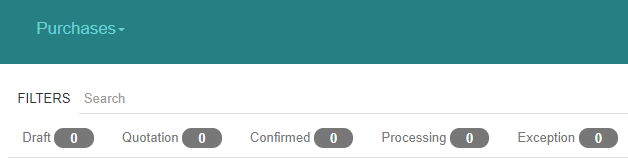 Purchases
FILTERS Search
Draft 0 Quotation 0 Confirmed 0 Processing 0 Exception 0